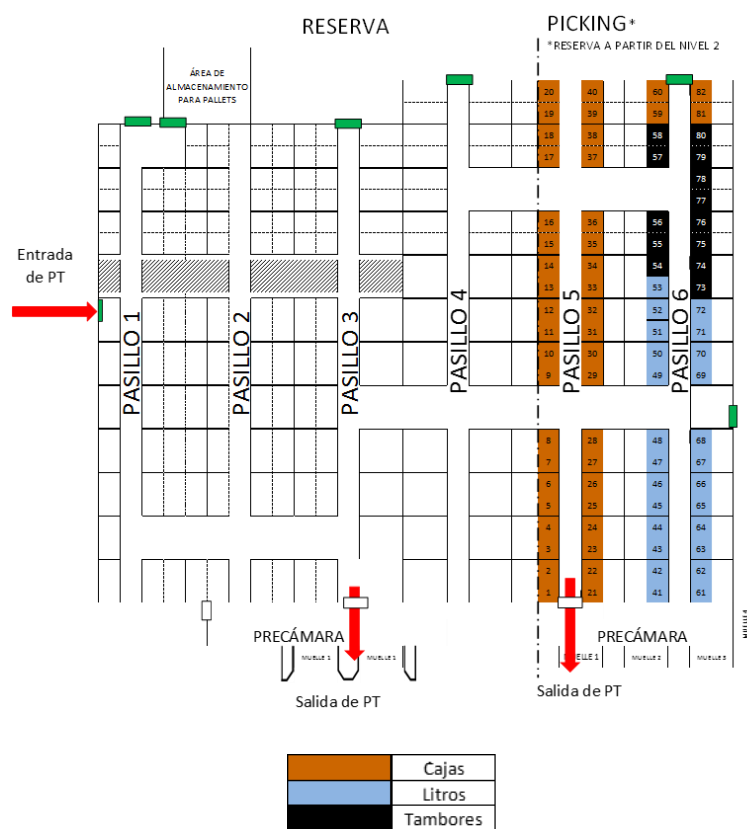 RESERVA
PICKING*
*RESERVA A PARTIR DEL NIVEL 2
ÁREA DE
ALMACENAMIENTO
PARA PALLETS
20 40 60 82
19 39 59 81
18 38 58 80
17 37 57 79
78
77
16 36 56 76
15 35 55 75
14 34 54 74
13 33 53 73
12 32 52 72
11 31 51 71
10 30 50 70
9 29 49 69
Entrada
de PT
PASILLO 1
PASILLO 2
PASILLO 3
PASILLO 4
PASILLO 5
PASILLO 6
8 28 48 68
7 27 47 67
6 26 46 66
5 25 45 65
4 24 44 64
3 23 43 63
2 22 42 62
1 21 41 61
PRECÁMARA
PRECÁMARA
MUELLE 1
MUELLE 1
MUELLE 1
MUELLE 2
MUELLE 3
Salida de PT
Salida de PT
Cajas
Litros
Tambores